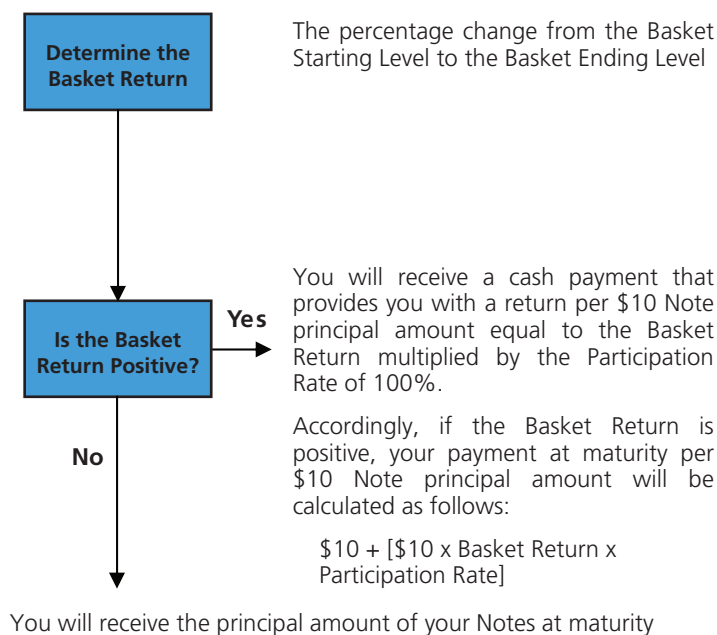 Determine the
Basket Return
The percentage change from the Basket
Starting Level to the Basket Ending Level
Is the Basket
Return Positive?
Yes
You will receive a cash payment that
provides you with a return per $10 Note
principal amount equal to the Basket
Return multiplied by the Participation
Rate of 100%.
Accordingly, if the Basket Return is
positive, your payment at maturity per
$10 Note principal amount will be
calculated as follows:
$10 + [$10 x Basket Return x
Participation Rate]
No
You will receive the principal amount of your Notes at maturity